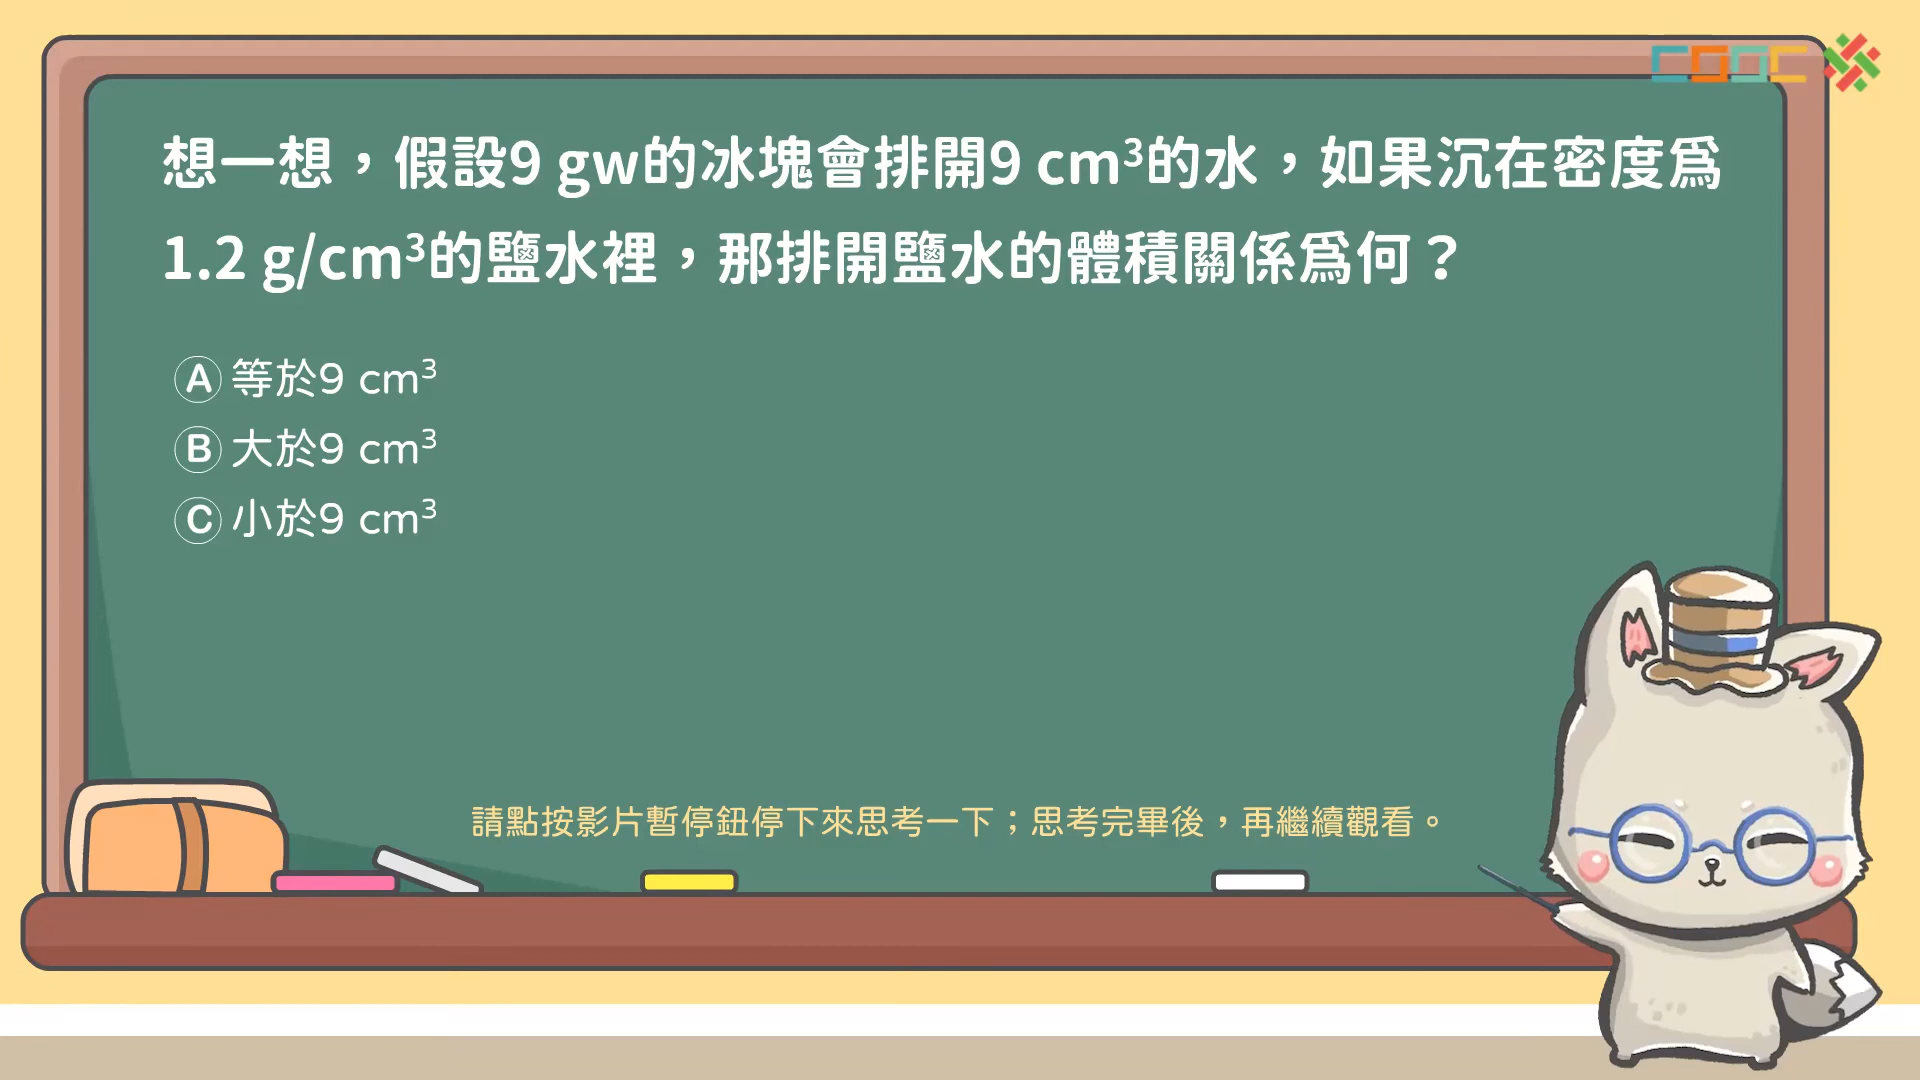 想一想，假設9 gw的冰塊會排開9 cm³的水，如果沉在密度爲
1.2 g/cm³的鹽水裡，那排開鹽水的體積關係爲何？
Ⓐ 等於9 cm³
Ⓑ 大於9 cm³
Ⓒ 小於9 cm³
請點按影片暫停鈕停下來思考一下；思考完畢後，再繼續觀看。